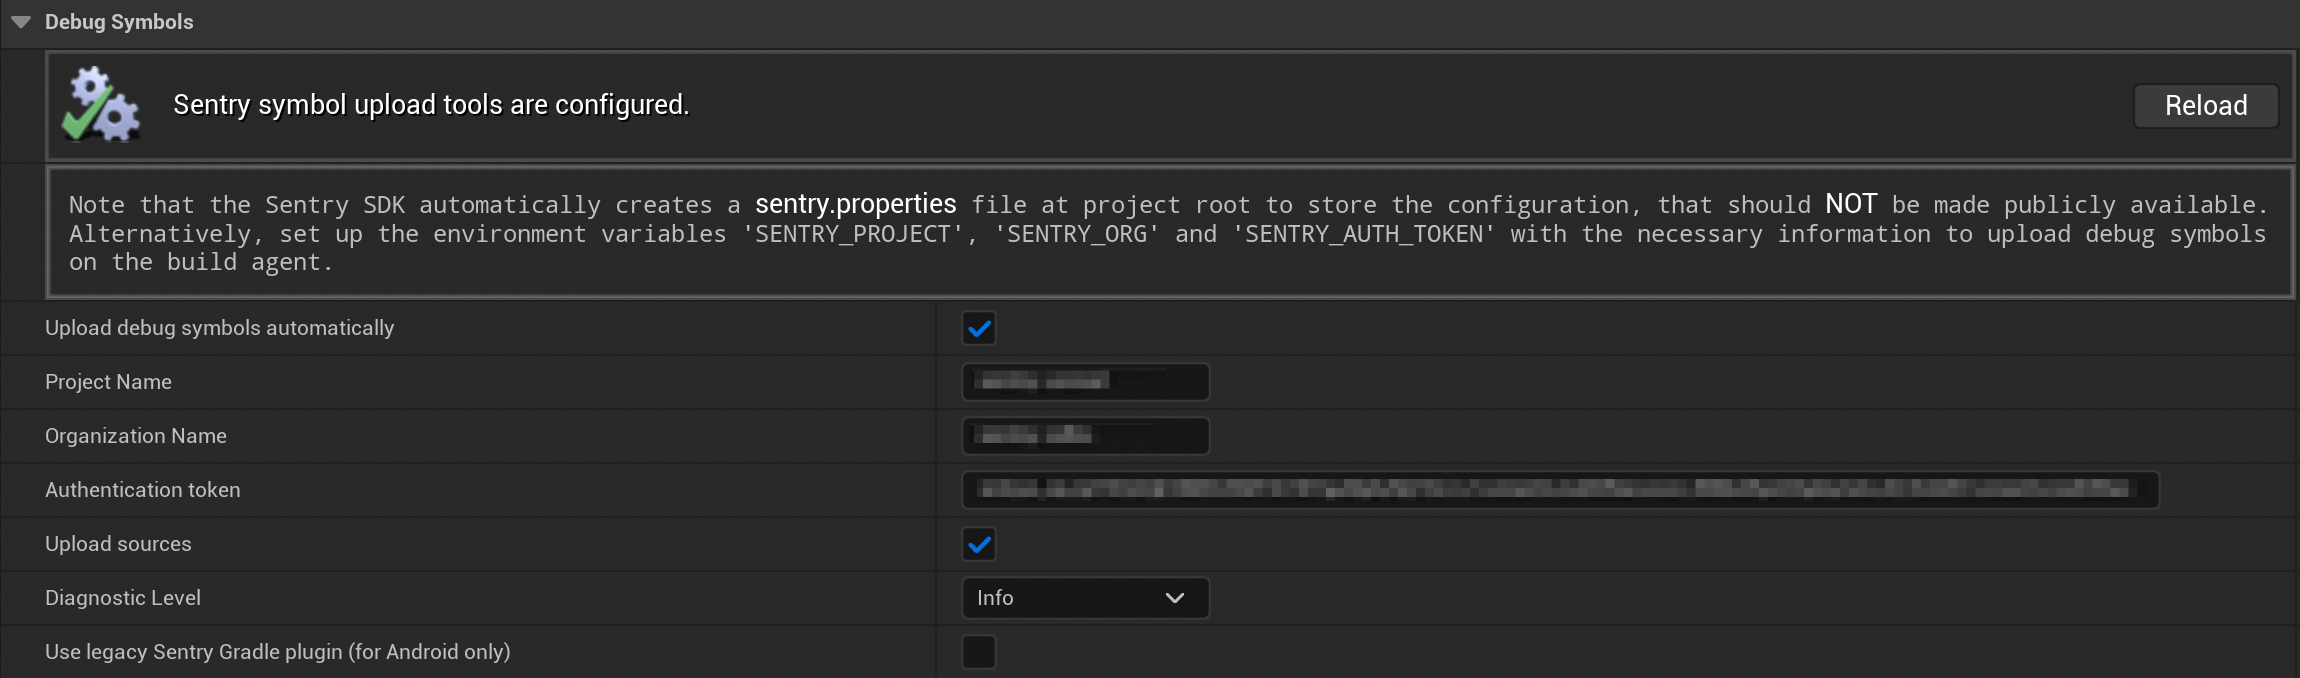 Debug Symbols
Sentry symbol upload tools are configured.
Reload
Note that the Sentry SDK automatically creates a sentry.properties file at project root to store the configuration, that should NOT be made publicly available.
Alternatively, set up the environment variables 'SENTRY_PROJECT', 'SENTRY_ORG' and 'SENTRY_AUTH_TOKEN' with the necessary information to upload debug symbols
on the build agent.
Upload debug symbols automatically
Project Name
Organization Name
Authentication token
Upload sources
Diagnostic Level
Info
Use legacy Sentry Gradle plugin (for Android only)